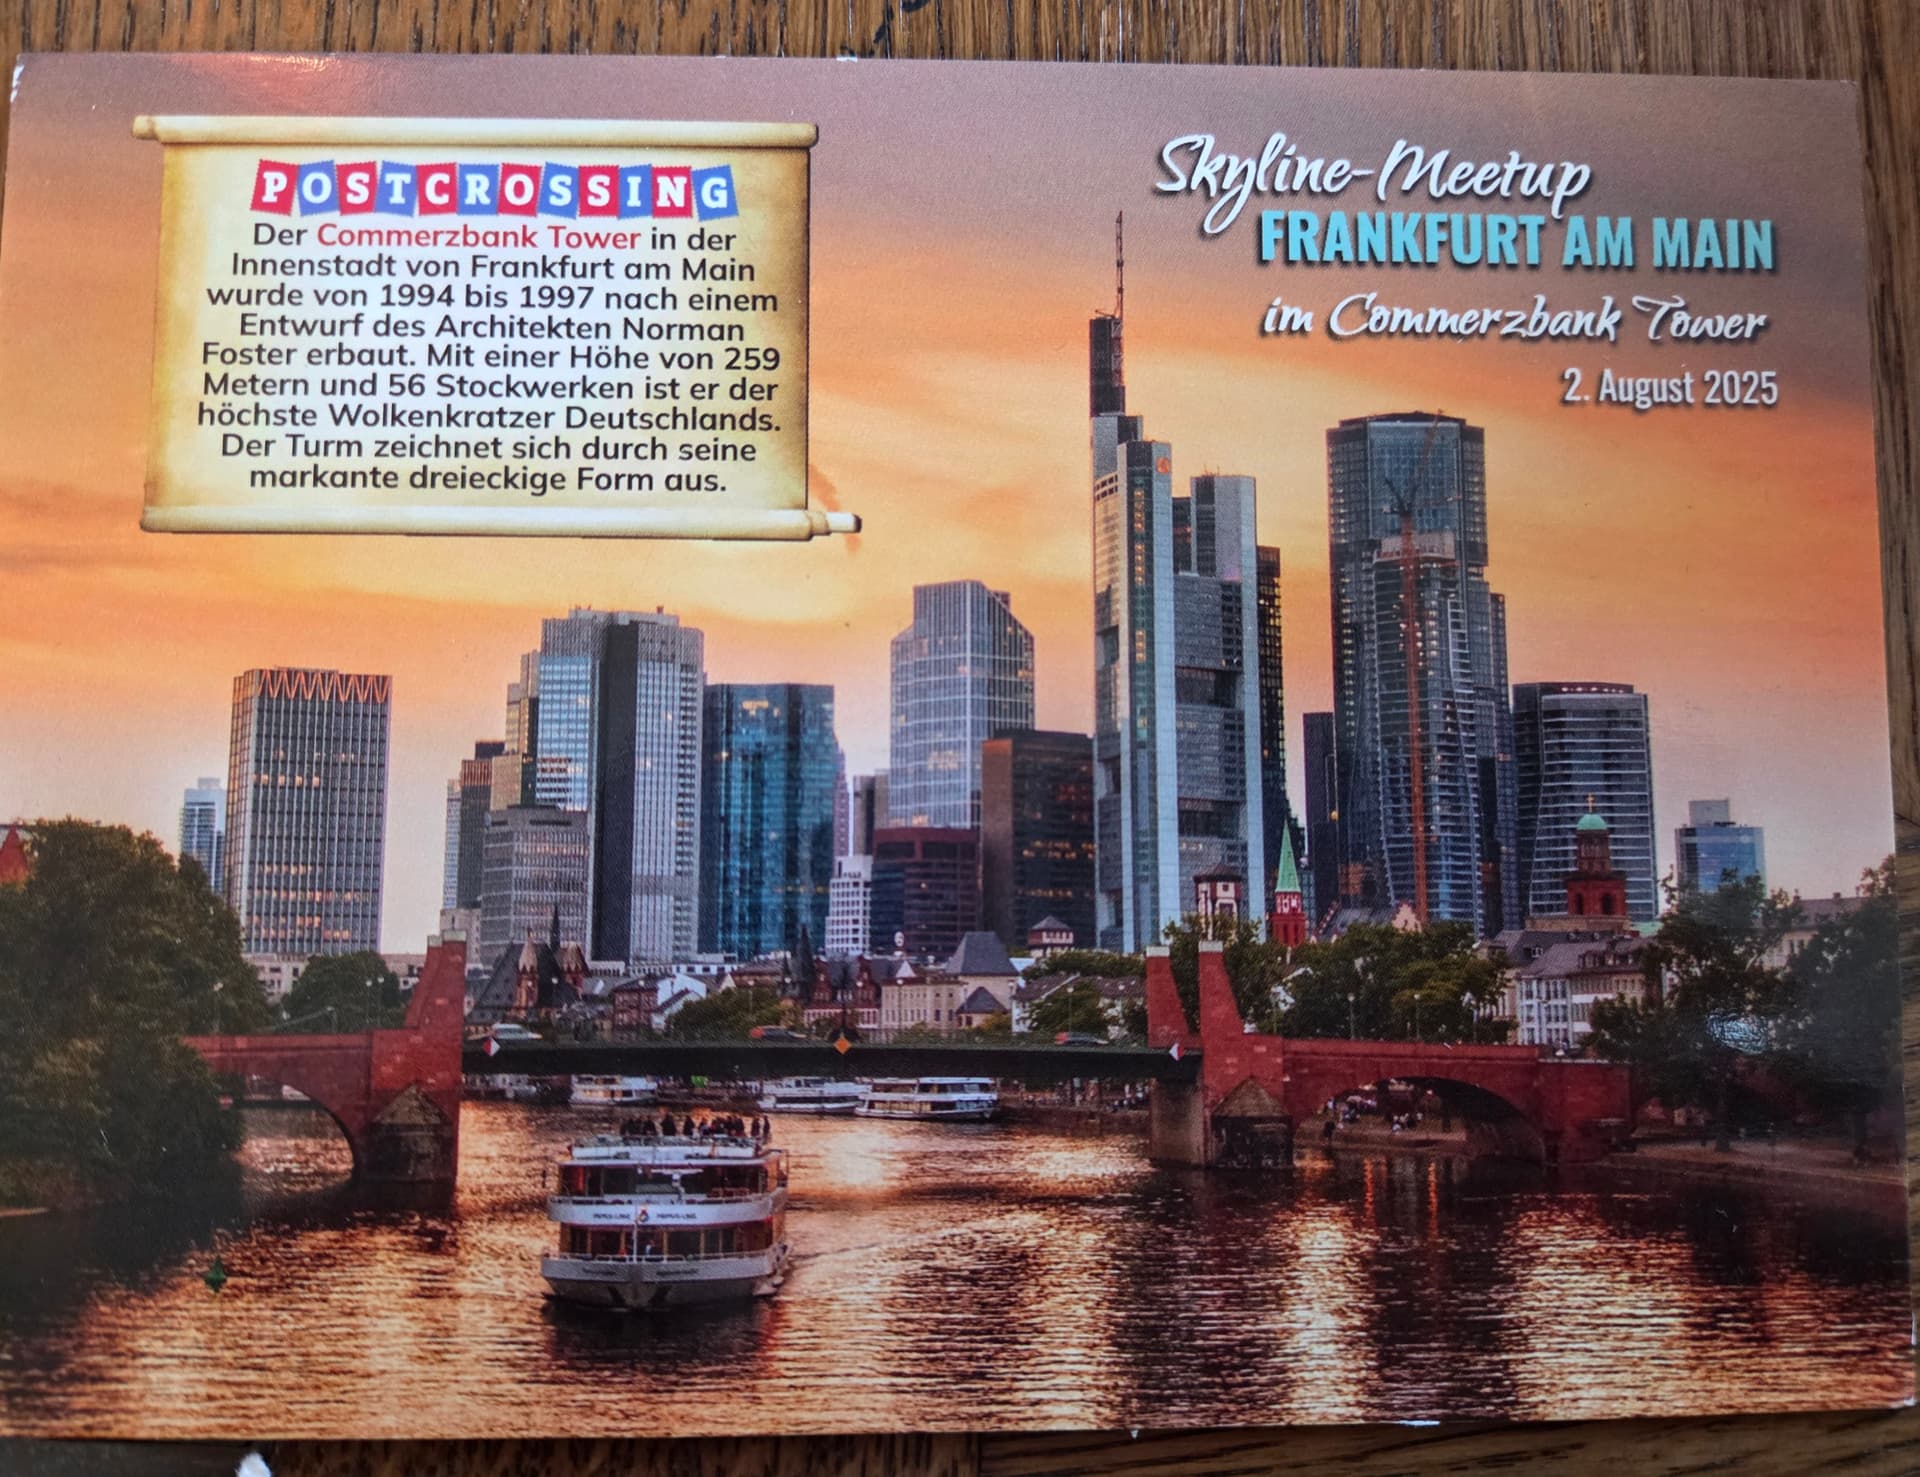 POSTCROSSING
Der Commerzbank Tower in der
Innenstadt von Frankfurt am Main
wurde von 1994 bis 1997 nach einem
Entwurf des Architekten Norman
Foster erbaut. Mit einer Höhe von 259
Metern und 56 Stockwerken ist er der
höchste Wolkenkratzer Deutschlands.
Der Turm zeichnet sich durch seine
markante dreieckige Form aus.
Skyline-Meetup
FRANKFURT AM MAIN
im Commerzbank Tower
2. August 2025